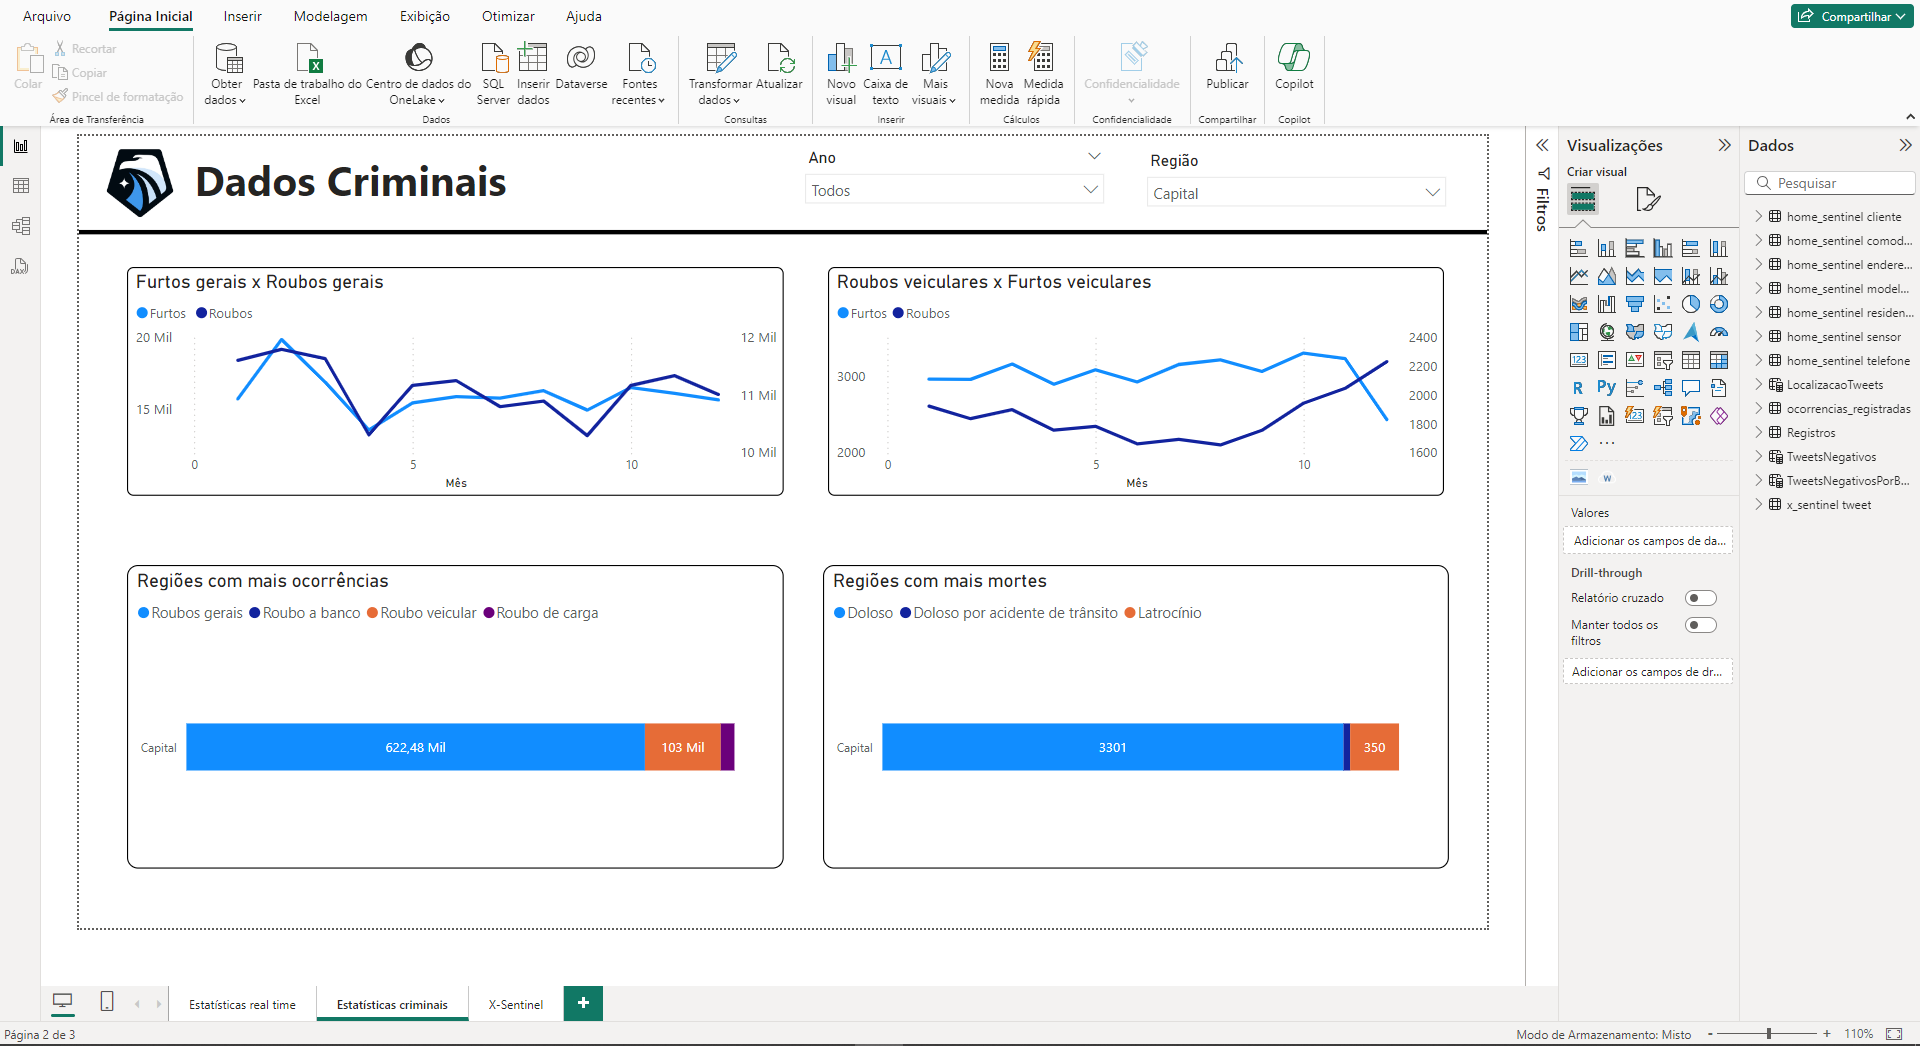 Arquivo Página Inicial Inserir Modelagem Exibição Otimizar Ajuda Compartilhar
Colar
Recortar
Copiar
Pincel de formatação
Área de Transferência
Obter dados
Pasta de trabalho do Excel
Centro de dados do OneLake
SQL Server
Inserir dados
Dataverse
Fontes recentes
Dados
Transformar dados
Atualizar
Consultas
Novo visual
Caixa de texto
Mais visuais
Inserir
Nova medida
Medida rápida
Cálculos
Confidencialidade
Confidencialidade
Publicar
Compartilhar
Copilot
Copilot
Dados Criminais
Ano
Todos
Região
Capital
Furtos gerais x Roubos gerais
Furtos Roubos
20 Mil
15 Mil
12 Mil
11 Mil
10 Mil
0 5 10
Mês
Roubos veiculares x Furtos veiculares
Furtos Roubos
3000
2000
2400
2200
2000
1800
1600
0 5 10
Mês
Regiões com mais ocorrências
Roubos gerais Roubo a banco Roubo veicular Roubo de carga
Capital 622,48 Mil 103 Mil
Regiões com mais mortes
Doloso Doloso por acidente de trânsito Latrocínio
Capital 3301 350
Filtros
Visualizações
Criar visual
123
R Py
123
W
Valores
Adicionar os campos de da...
Drill-through
Relatório cruzado
Manter todos os
filtros
Adicionar os campos de dr...
Dados
Pesquisar
home_sentinel cliente
home_sentinel comod...
home_sentinel endere...
home_sentinel model...
home_sentinel residen...
home_sentinel sensor
home_sentinel telefone
LocalizacaoTweets
ocorrencias_registradas
Registros
TweetsNegativos
TweetsNegativosPorB...
x_sentinel tweet
Estatísticas real time Estatísticas criminais X-Sentinel +
Página 2 de 3
Modo de Armazenamento: Misto - + 110%